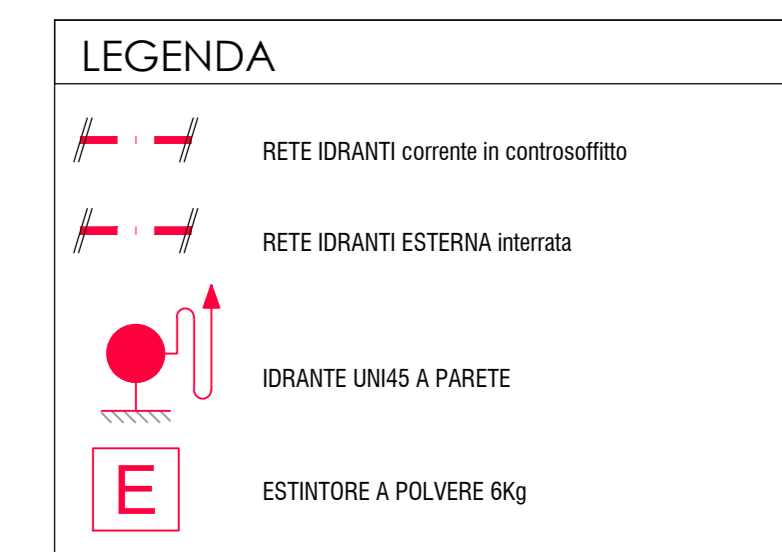 LEGENDA
RETE IDRANTI corrente in controsoffitto
RETE IDRANTI ESTERNA interrata
IDRANTE UNI45 A PARETE
E ESTINTORE A POLVERE 6Kg